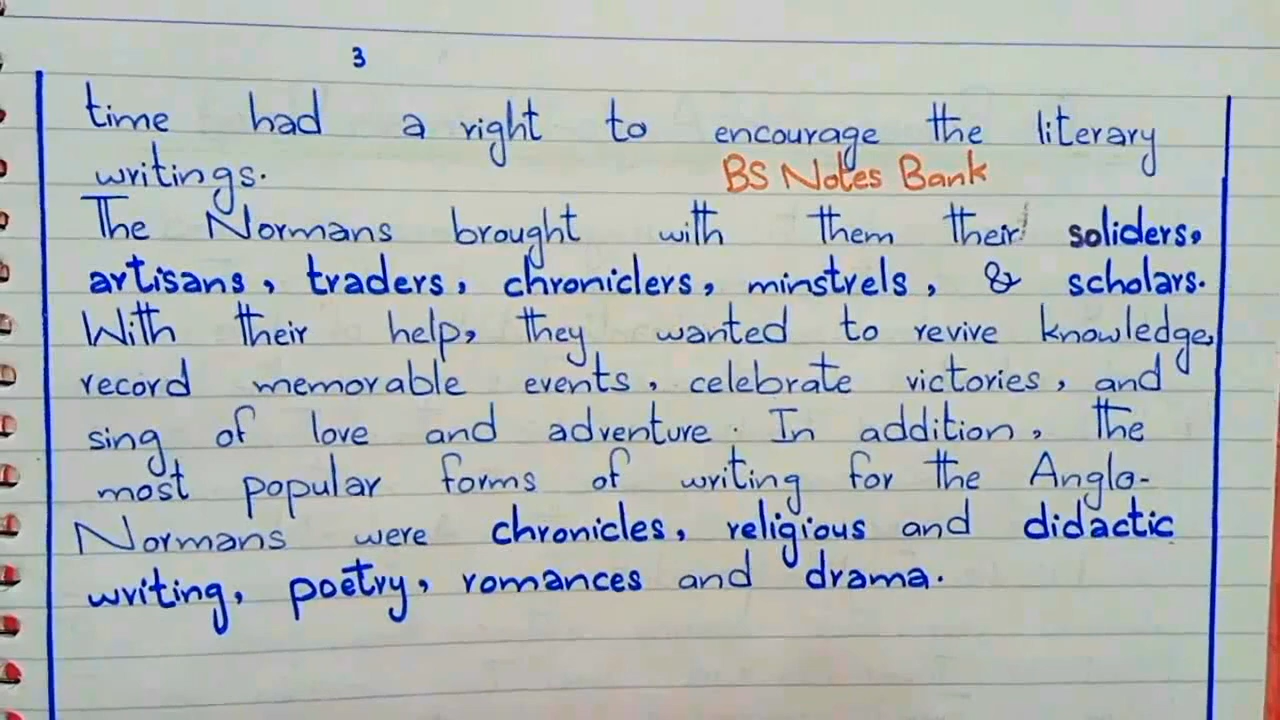 3
time had a right to encourage the literary
writings.
BS Notes Bank
The Normans brought with them their soliders,
artisans, traders, chroniclers, minstrels, & scholars.
With their help, they wanted to revive knowledge,
record memorable events, celebrate victories, and
sing of love and adventure. In addition, the
most popular forms of writing for the Anglo-
Normans were chronicles, religious and didactic
writing, poetry, romances and drama.